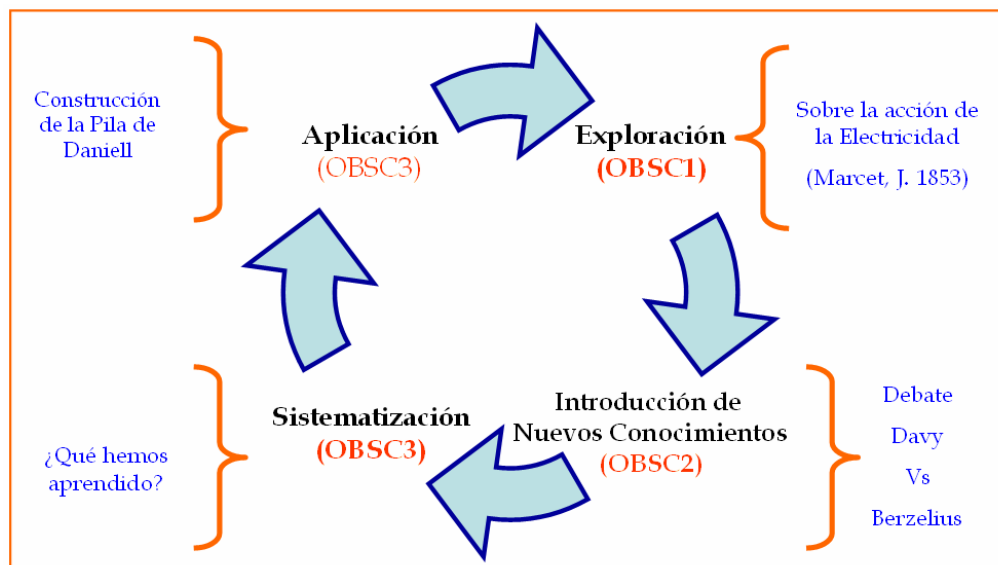 Construcción
de la Pila de
Daniell
Aplicación
(OBSC3)
Exploración
(OBSC1)
Sobre la acción de
la Electricidad
(Marcet, J. 1853)
Introducción de
Nuevos Conocimientos
(OBSC2)
Debate
Davy
Vs
Berzelius
Sistematización
(OBSC3)
¿Qué hemos
aprendido?